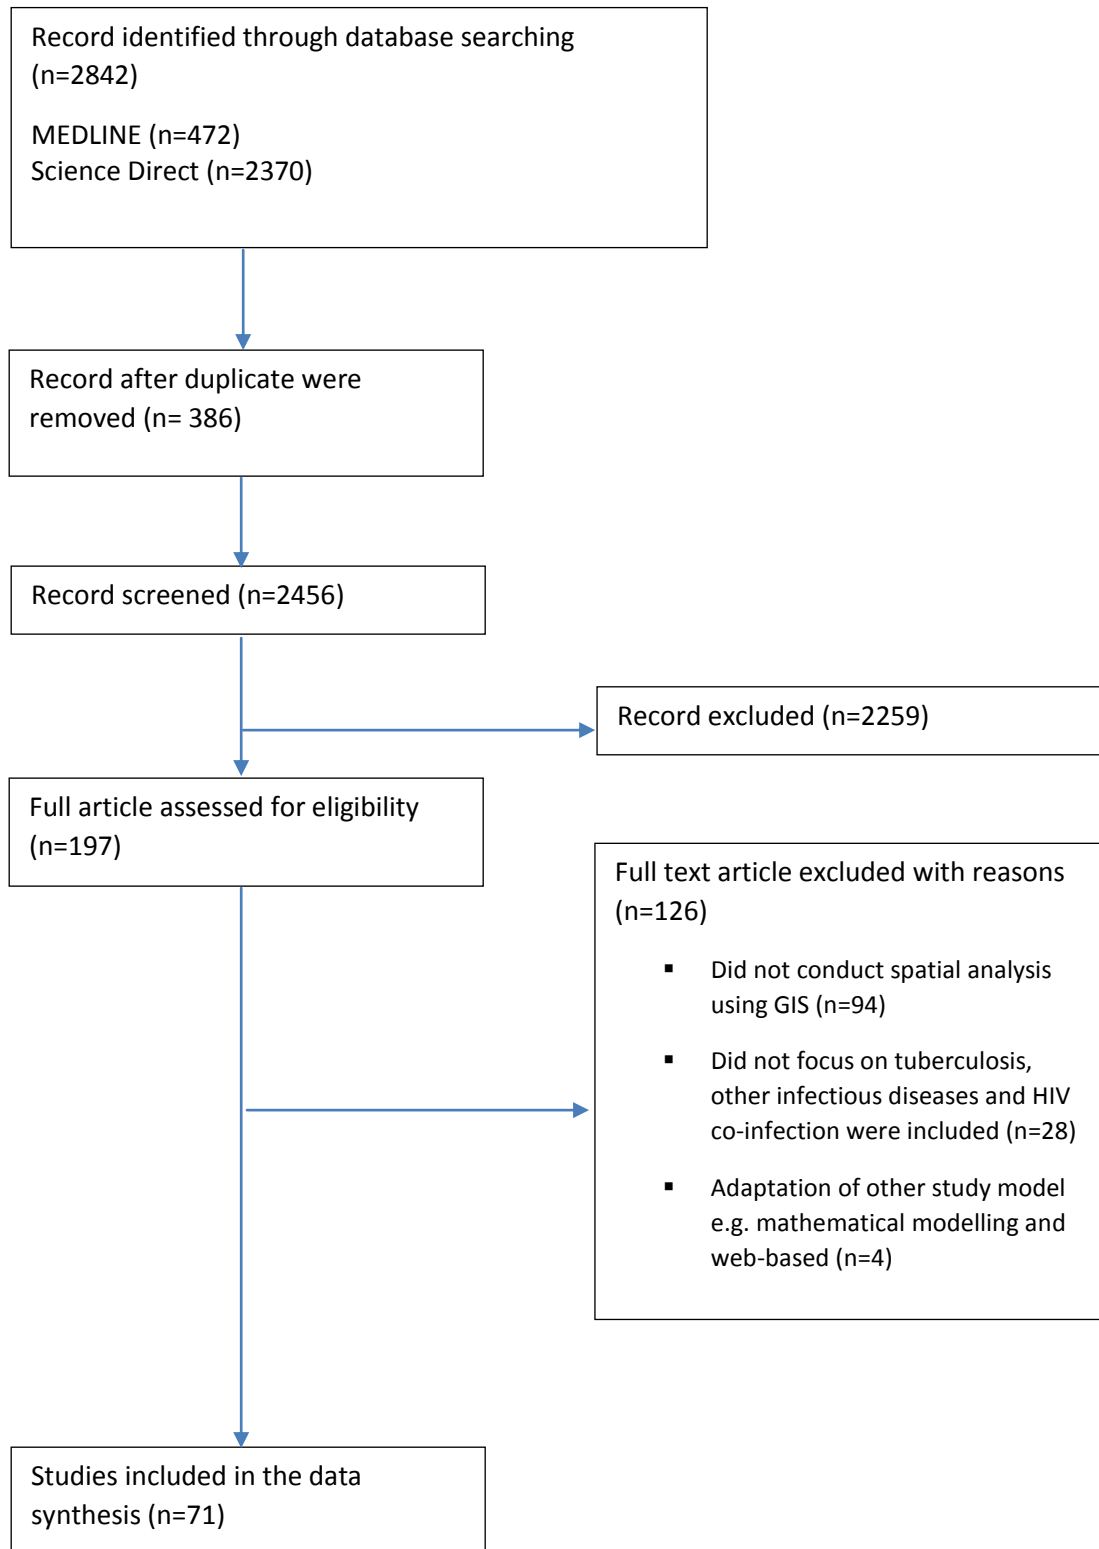 Record identified through database searching
(n=2842)
MEDLINE (n=472)
Science Direct (n=2370)
Record after duplicate were
removed (n= 386)
Record screened (n=2456)
Record excluded (n=2259)
Full article assessed for eligibility
(n=197)
Full text article excluded with reasons
(n=126)
▪ Did not conduct spatial analysis
using GIS (n=94)
▪ Did not focus on tuberculosis,
other infectious diseases and HIV
co-infection were included (n=28)
▪ Adaptation of other study model
e.g. mathematical modelling and
web-based (n=4)
Studies included in the data
synthesis (n=71)